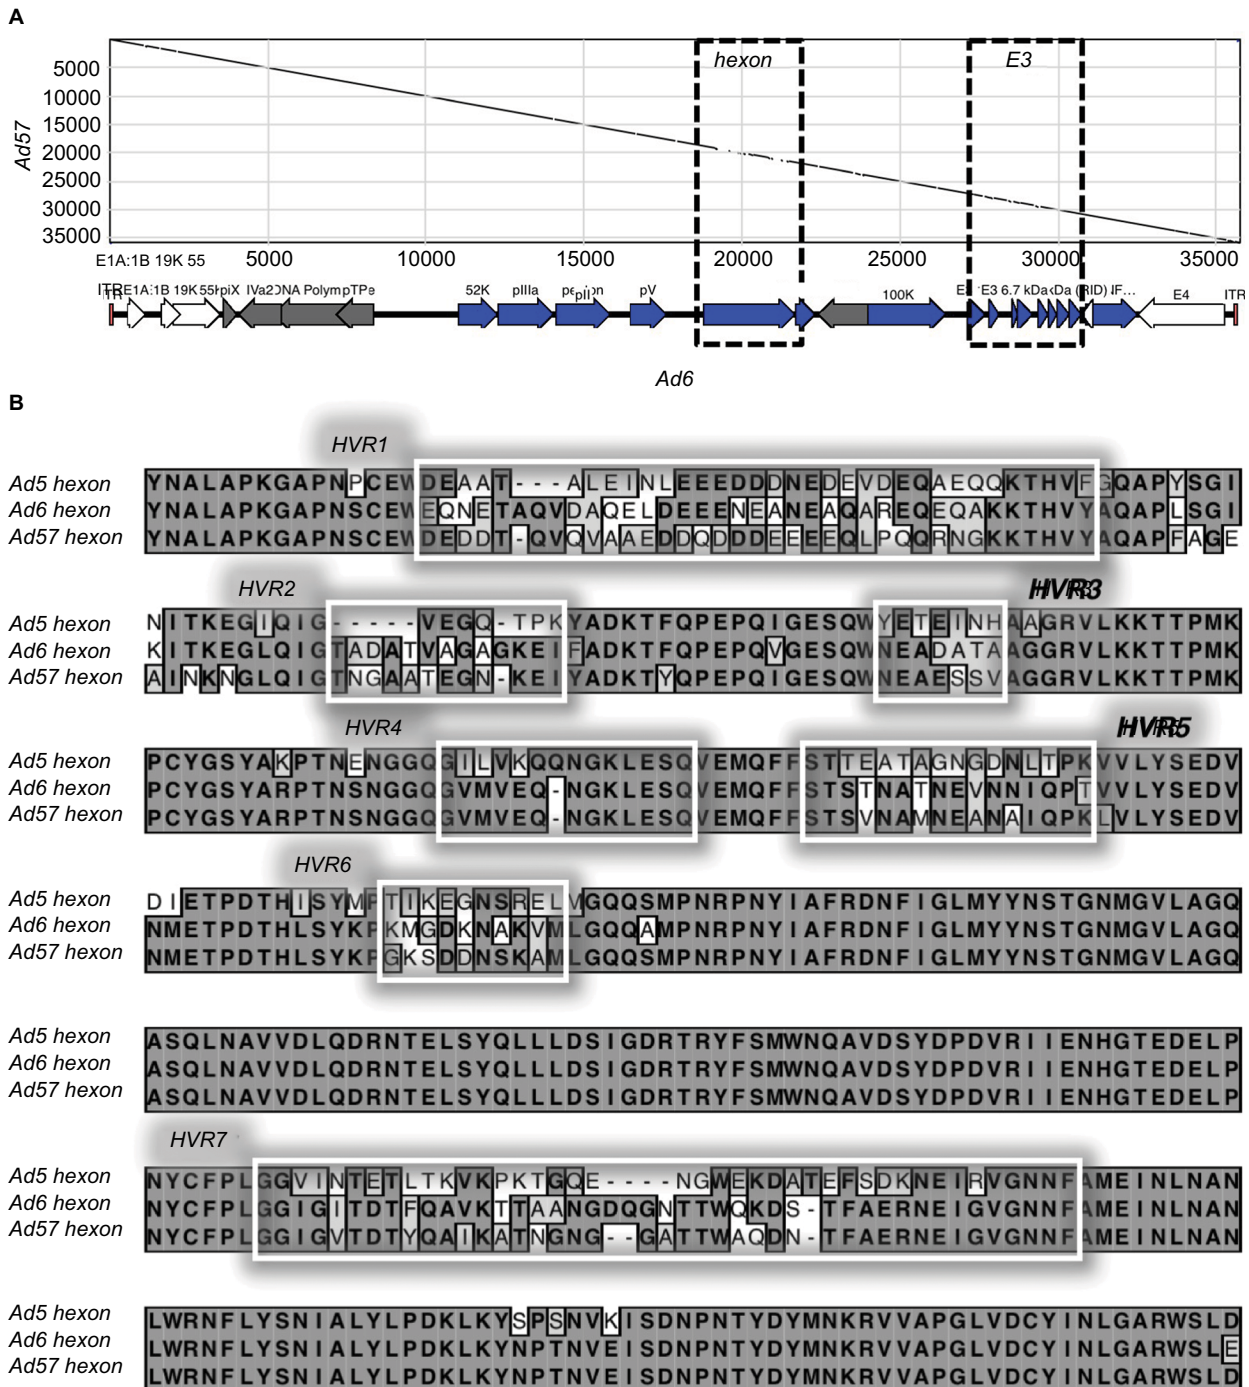 A
hexon
E3
Ad57
5000
10000
15000
20000
25000
30000
35000
E1A:1B 19K 55
5000
10000
15000
20000
25000
30000
35000
52K
pIIIa
pV
100K
E4
ITR
Ad6
B
HVR1
Ad5 hexon YNALAPKGAPNPCEWDEAAT---ALEINLEEEDDDNEDEVDEQAEQQKTHVFGQAPYSGI
Ad6 hexon YNALAPKGAPNSCEWEQNETAQVDAQELDEEENEANEAQAREQEQAKKTHVYAQAPLSGI
Ad57 hexon YNALAPKGAPNSCEWDEDDT-QVQVAAEDDQDDDEEEEQLPQQRNGKKTHVYAQAPFAGE
HVR2
HVR3
Ad5 hexon NITKEGIQIG-----VEGQ-TPKYADKTFQPEPQIGESQWYETEINHAAGRVLKKTTPMK
Ad6 hexon KITKEGLQIGTADATVAGAGKEIFADKTFQPEPQVGESQWNEADATAAGGRVLKKTTPMK
Ad57 hexon AINKNGLQIGTNGAATEGN-KEIYADKTYQPEPQIGESQWNEAESSVAGGRVLKKTTPMK
HVR4
HVR5
Ad5 hexon PCYGSYAKPTNENGGQGILVKQQNGKLESQVEMQFFSTTEATAGNGDNLTPKVVLYSEDV
Ad6 hexon PCYGSYARPTNSNGGQGVMVEQ-NGKLESQVEMQFFSTSTNATNEVNNIQPTVVLYSEDV
Ad57 hexon PCYGSYARPTNSNGGQGVMVEQ-NGKLESQVEMQFFSTSVNAMNEANAIQPKLVLYSEDV
HVR6
Ad5 hexon DIETPDTHISYMPTIKEGNSRELMGQQSMPNRPNYIAFRDNFIGLMYYNSTGNMGVLAGQ
Ad6 hexon NMETPDTHLSYKPKMGDKNAKVMLGQQAMPNRPNYIAFRDNFIGLMYYNSTGNMGVLAGQ
Ad57 hexon NMETPDTHLSYKPGKSDDNSKAMLGQQSMPNRPNYIAFRDNFIGLMYYNSTGNMGVLAGQ
Ad5 hexon ASQLNAVVDLQDRNTELSYQLLLDSIGDRTRYFSMWNQAVDSYDPDVRIIENHGTEDELP
Ad6 hexon ASQLNAVVDLQDRNTELSYQLLLDSIGDRTRYFSMWNQAVDSYDPDVRIIENHGTEDELP
Ad57 hexon ASQLNAVVDLQDRNTELSYQLLLDSIGDRTRYFSMWNQAVDSYDPDVRIIENHGTEDELP
HVR7
Ad5 hexon NYCFPLGGVINTETLTKVKPKTGQE----NGWEKDATEFSDKNEIRVGNNFAMEINLNAN
Ad6 hexon NYCFPLGGIGITDTFQAVKTTAANGDQGNTTWQKDS-TFAERNEIGVGNNFAMEINLNAN
Ad57 hexon NYCFPLGGIGVTDTYQAIKATNGNG--GATTWAQDN-TFAERNEIGVGNNFAMEINLNAN
Ad5 hexon LWRNFLYSNIALYLPDKLKYSPSNVKISDNPNTYDYMNKRVVAPGLVDCYINLGARWSLD
Ad6 hexon LWRNFLYSNIALYLPDKLKYNPTNVEISDNPNTYDYMNKRVVAPGLVDCYINLGARWSLE
Ad57 hexon LWRNFLYSNIALYLPDKLKYNPTNVEISDNPNTYDYMNKRVVAPGLVDCYINLGARWSLD